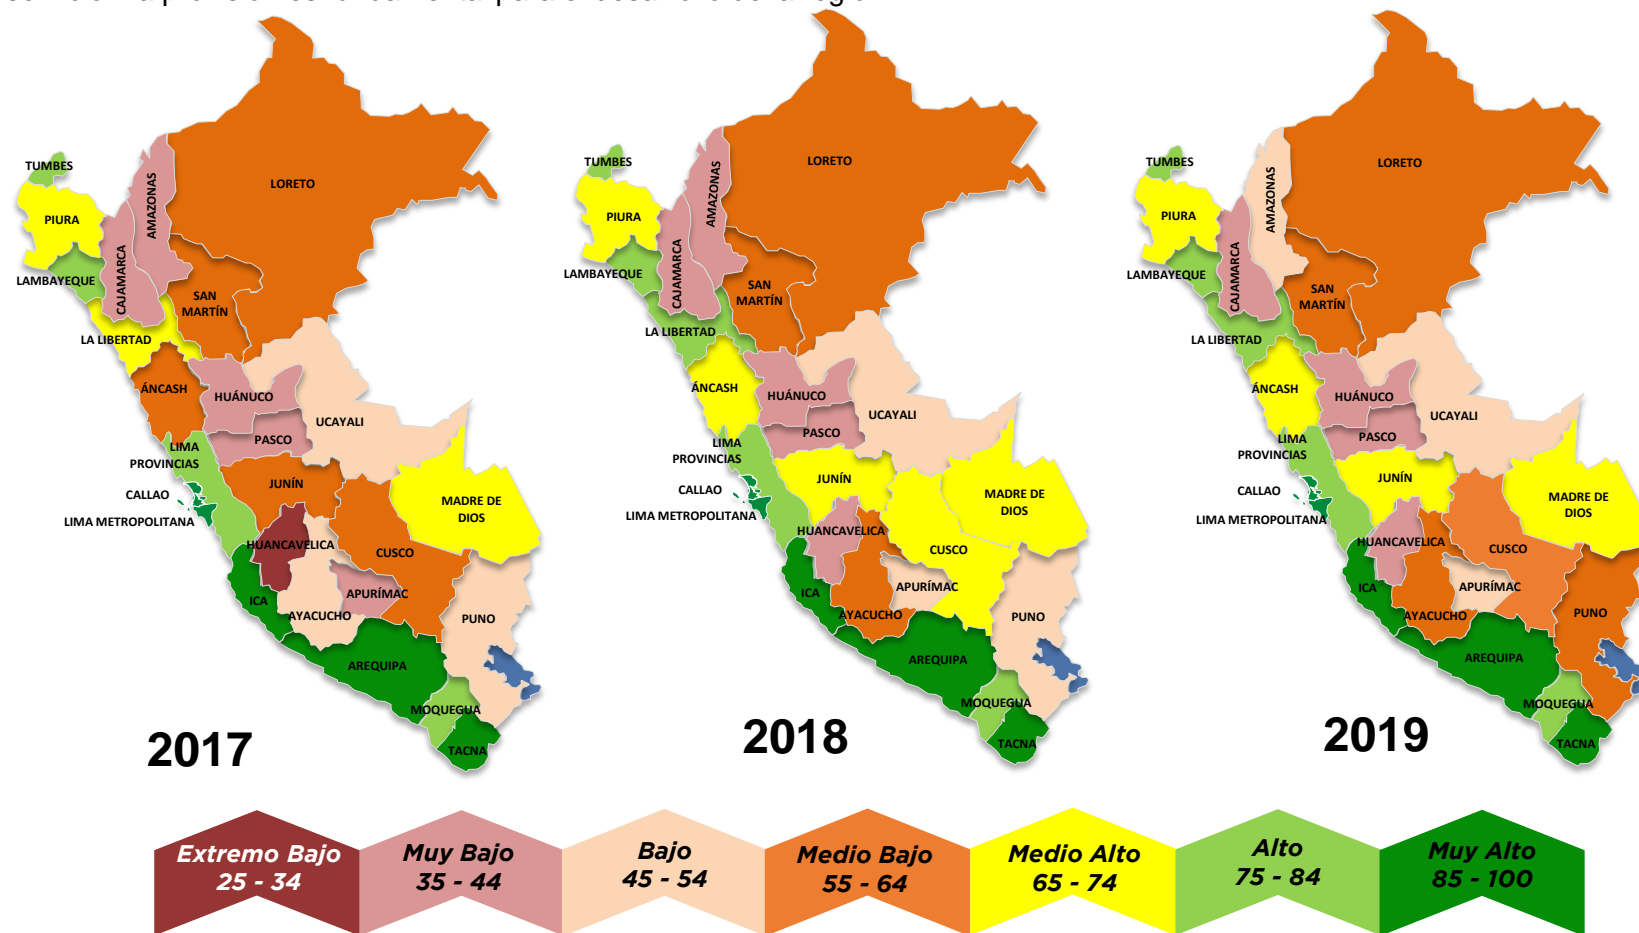 TUMBES
PIURA
LAMBAYEQUE
CAJAMARCA
AMAZONAS
LORETO
SAN
MARTÍN
LA LIBERTAD
ÁNCASH
HUÁNUCO
UCAYALI
PASCO
LIMA
PROVINCIAS
JUNÍN
CALLAO
LIMA METROPOLITANA
MADRE DE
DIOS
HUANCAVELICA
CUSCO
ICA
APURÍMAC
AYACUCHO
PUNO
AREQUIPA
MOQUEGUA
TACNA
2017
TUMBES
PIURA
LAMBAYEQUE
CAJAMARCA
AMAZONAS
LORETO
SAN
MARTÍN
LA LIBERTAD
ÁNCASH
HUÁNUCO
UCAYALI
PASCO
LIMA
PROVINCIAS
JUNÍN
CALLAO
LIMA METROPOLITANA
MADRE DE
DIOS
HUANCAVELICA
CUSCO
ICA
APURÍMAC
AYACUCHO
PUNO
AREQUIPA
MOQUEGUA
TACNA
2018
TUMBES
PIURA
LAMBAYEQUE
CAJAMARCA
AMAZONAS
LORETO
SAN
MARTÍN
LA LIBERTAD
ÁNCASH
HUÁNUCO
UCAYALI
PASCO
LIMA
PROVINCIAS
JUNÍN
CALLAO
LIMA METROPOLITANA
MADRE DE
DIOS
HUANCAVELICA
CUSCO
ICA
APURÍMAC
AYACUCHO
PUNO
AREQUIPA
MOQUEGUA
TACNA
2019
Extremo Bajo
25 - 34
Muy Bajo
35 - 44
Bajo
45 - 54
Medio Bajo
55 - 64
Medio Alto
65 - 74
Alto
75 - 84
Muy Alto
85 - 100